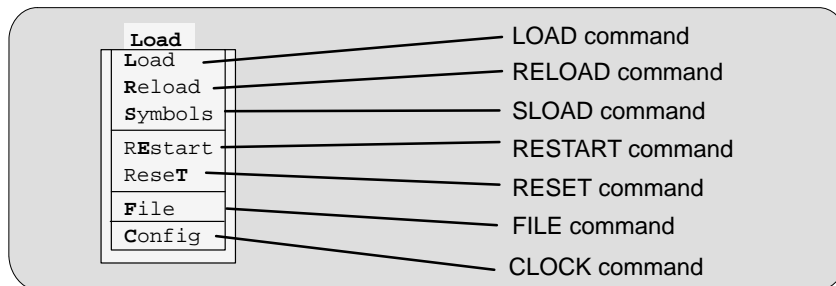 Load
Load LOAD command
Reload RELOAD command
Symbols SLOAD command
REstart RESTART command
ReseT RESET command
File FILE command
Config CLOCK command